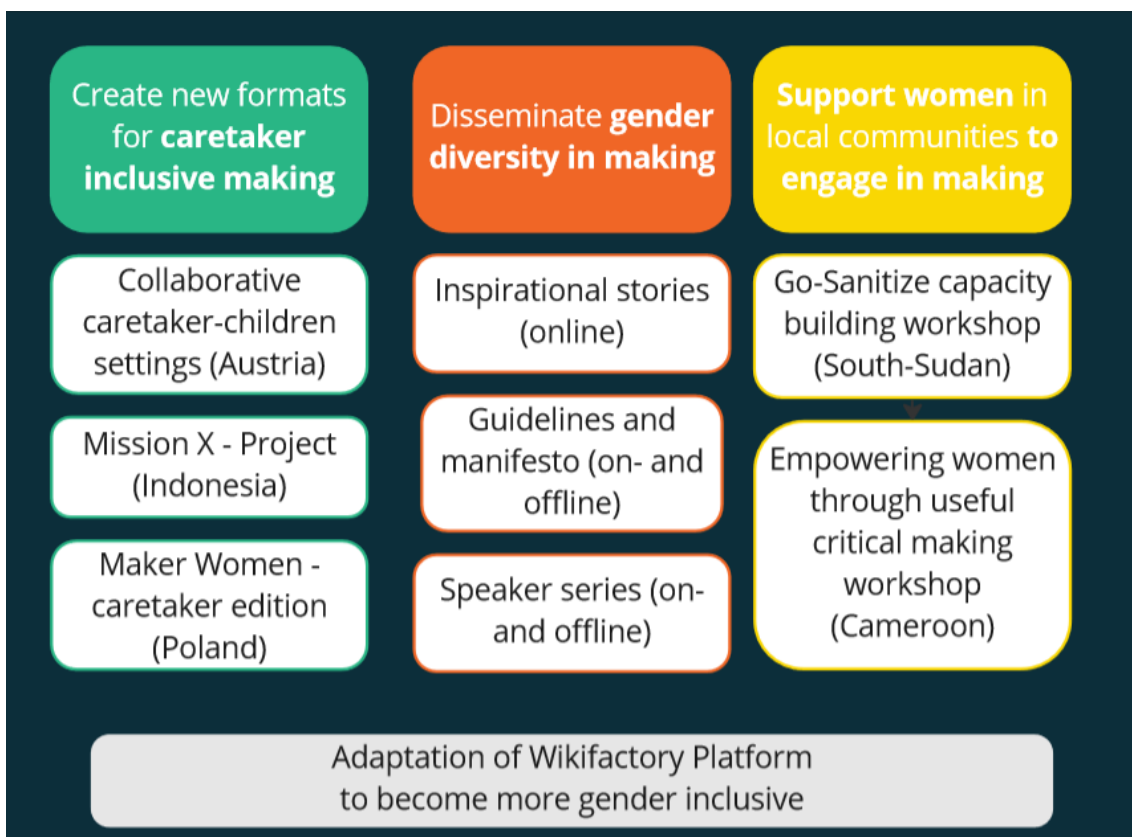 Create new formats
for caretaker
inclusive making
Collaborative
caretaker-children
settings (Austria)
Mission X - Project
(Indonesia)
Maker Women -
caretaker edition
(Poland)
Disseminate gender
diversity in making
Inspirational stories
(online)
Guidelines and
manifesto (on- and
offline)
Speaker series (on-
and offline)
Support women in
local communities to
engage in making
Go-Sanitize capacity
building workshop
(South-Sudan)
Empowering women
through useful
critical making
workshop
(Cameroon)
Adaptation of Wikifactory Platform
to become more gender inclusive